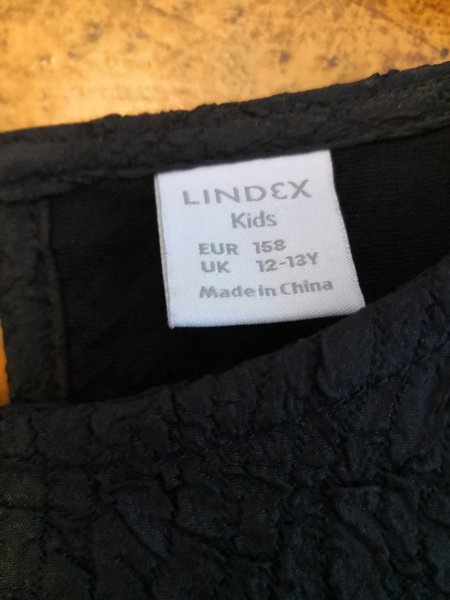 LINDEX
Kids
EUR 158
UK 12-13Y
Made in China